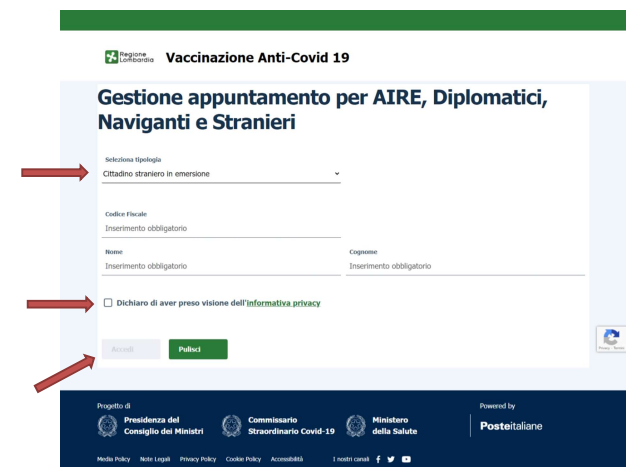 Regione
Lombardia
Vaccinazione Anti-Covid 19
Gestione appuntamento per AIRE, Diplomatici,
Naviganti e Stranieri
Seleziona tipologia
Cittadino straniero in emersione
Codice Fiscale
Inserimento obbligatorio
Nome Cognome
Inserimento obbligatorio Inserimento obbligatorio
Dichiaro di aver preso visione dell'informativa privacy
Accedi Pulisci
Privacy - Termini
Progetto di Powered by
Presidenza del Commissario Ministero
Consiglio dei Ministri Straordinario Covid-19 della Salute Posteitaliane
Media Policy Note Legali Privacy Policy Cookie Policy Accessibilità I nostri canali